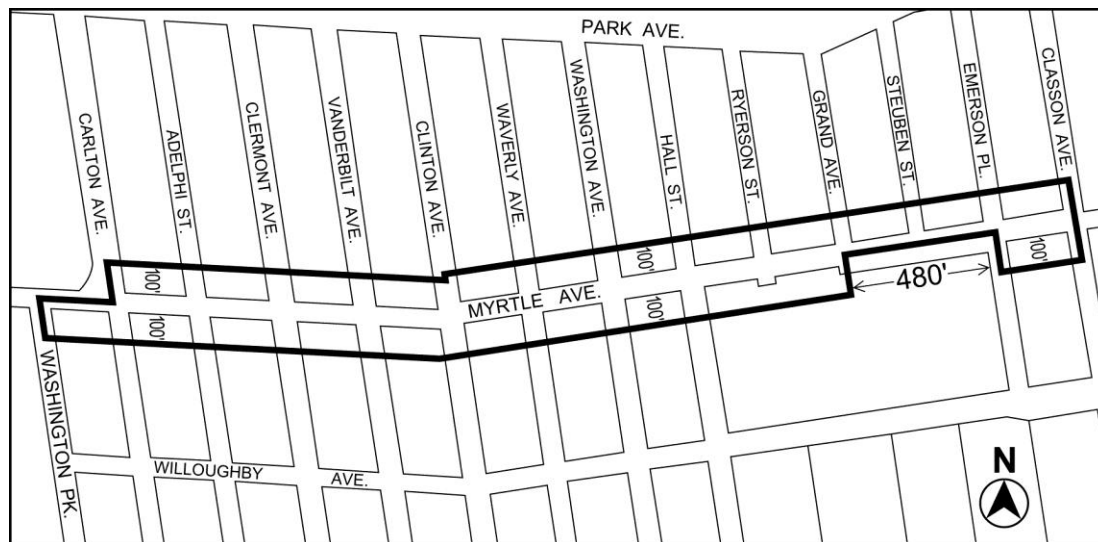 PARK AVE.
CARLTON AVE.
ADELPHI ST.
CLERMONT AVE.
VANDERBILT AVE.
CLINTON AVE.
WAVERLY AVE.
WASHINGTON AVE.
HALL ST.
RYERSON ST.
GRAND AVE.
STEUBEN ST.
EMERSON PL.
CLASSON AVE.
100'
100'
100'
480'
MYRTLE AVE.
100'
100'
WASHINGTON PK.
WILLOUGHBY AVE.
N